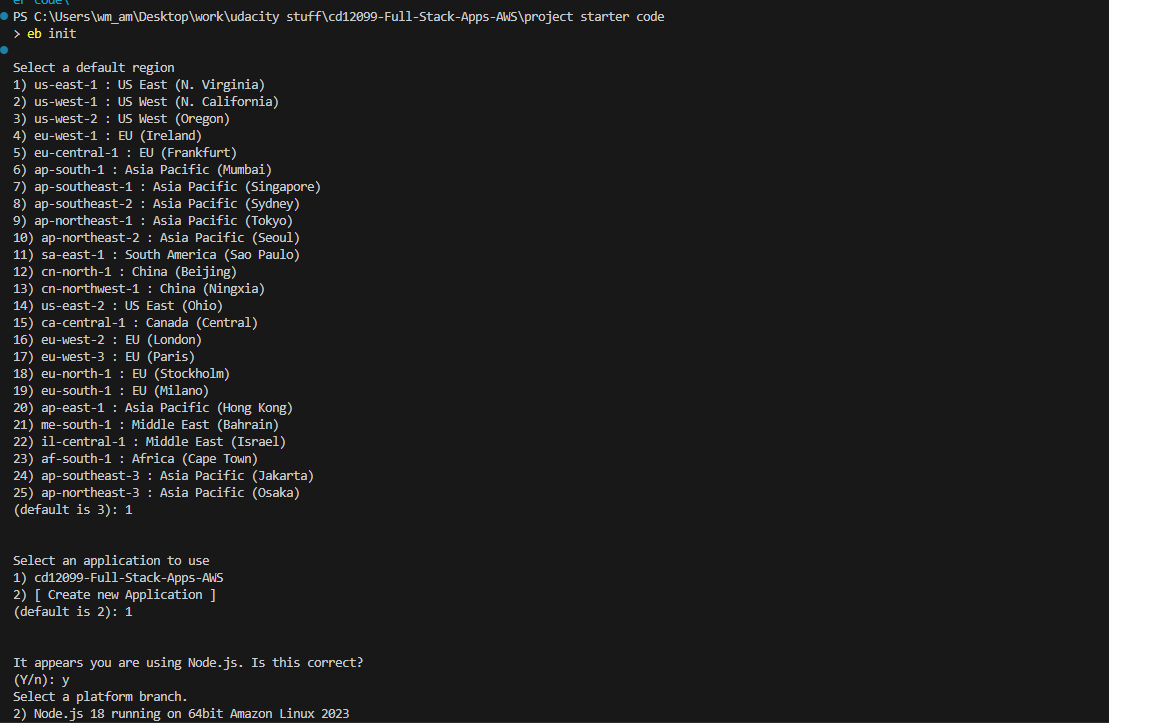 er code\
PS C:\Users\wm_am\Desktop\work\udacity stuff\cd12099-Full-Stack-Apps-AWS\project starter code
> eb init
Select a default region
1) us-east-1 : US East (N. Virginia)
2) us-west-1 : US West (N. California)
3) us-west-2 : US West (Oregon)
4) eu-west-1 : EU (Ireland)
5) eu-central-1 : EU (Frankfurt)
6) ap-south-1 : Asia Pacific (Mumbai)
7) ap-southeast-1 : Asia Pacific (Singapore)
8) ap-southeast-2 : Asia Pacific (Sydney)
9) ap-northeast-1 : Asia Pacific (Tokyo)
10) ap-northeast-2 : Asia Pacific (Seoul)
11) sa-east-1 : South America (Sao Paulo)
12) cn-north-1 : China (Beijing)
13) cn-northwest-1 : China (Ningxia)
14) us-east-2 : US East (Ohio)
15) ca-central-1 : Canada (Central)
16) eu-west-2 : EU (London)
17) eu-west-3 : EU (Paris)
18) eu-north-1 : EU (Stockholm)
19) eu-south-1 : EU (Milano)
20) ap-east-1 : Asia Pacific (Hong Kong)
21) me-south-1 : Middle East (Bahrain)
22) il-central-1 : Middle East (Israel)
23) af-south-1 : Africa (Cape Town)
24) ap-southeast-3 : Asia Pacific (Jakarta)
25) ap-northeast-3 : Asia Pacific (Osaka)
(default is 3): 1
Select an application to use
1) cd12099-Full-Stack-Apps-AWS
2) [ Create new Application ]
(default is 2): 1
It appears you are using Node.js. Is this correct?
(Y/n): y
Select a platform branch.
2) Node.js 18 running on 64bit Amazon Linux 2023